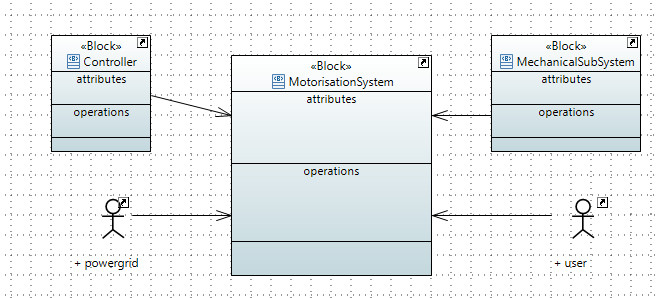 «Block»
Controller
attributes
operations
«Block»
MotorisationSystem
attributes
operations
«Block»
MechanicalSubSystem
attributes
operations
+ powergrid
+ user